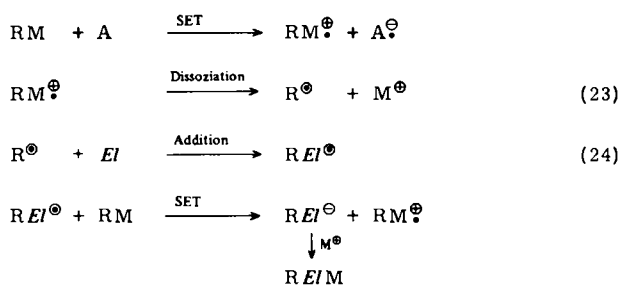 RM + A SET → RM•⊕ + A•⊖
RM•⊕ Dissoziation → R⊙ + M⊕ (23)
R⊙ + El Addition → REl⊙ (24)
REl⊙ + RM SET → REl⊖ + RM•⊕
↓M⊕
RElM